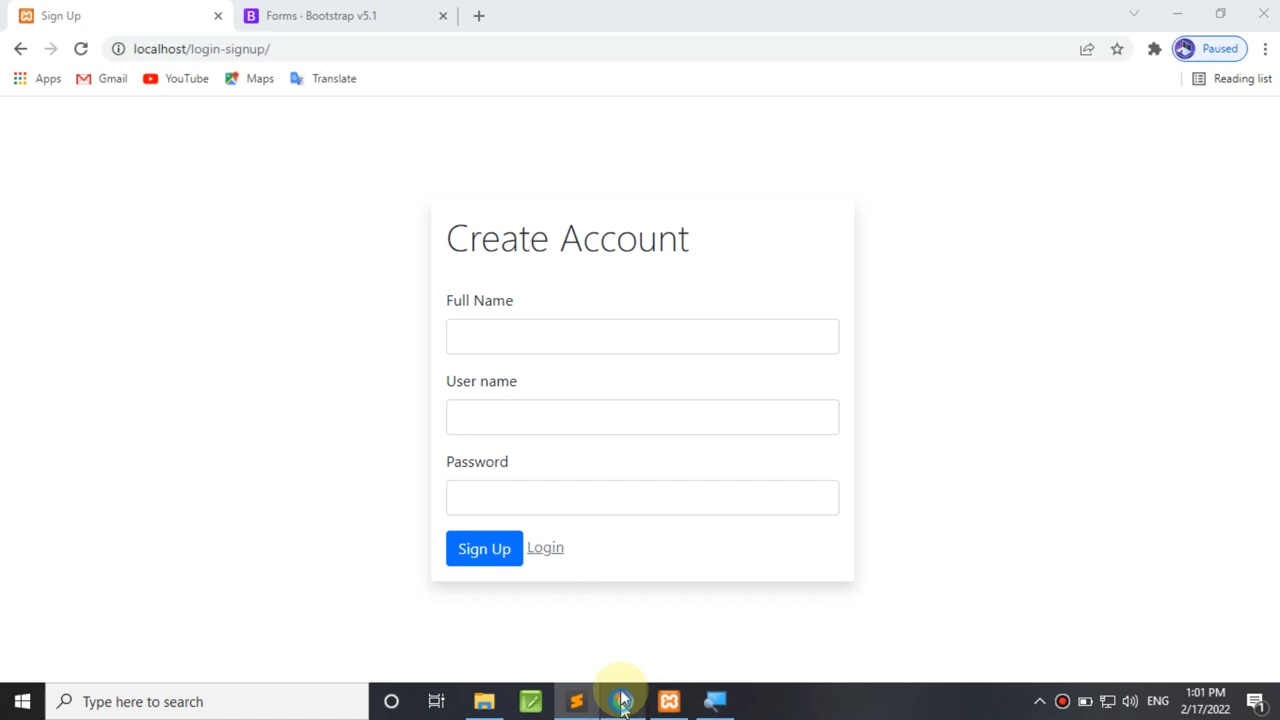 Sign Up
Forms · Bootstrap v5.1
localhost/login-signup/
Paused
Apps
Gmail
YouTube
Maps
Translate
Reading list
Create Account
Full Name
User name
Password
Sign Up
Login
Type here to search
ENG
1:01 PM
2/17/2022
1